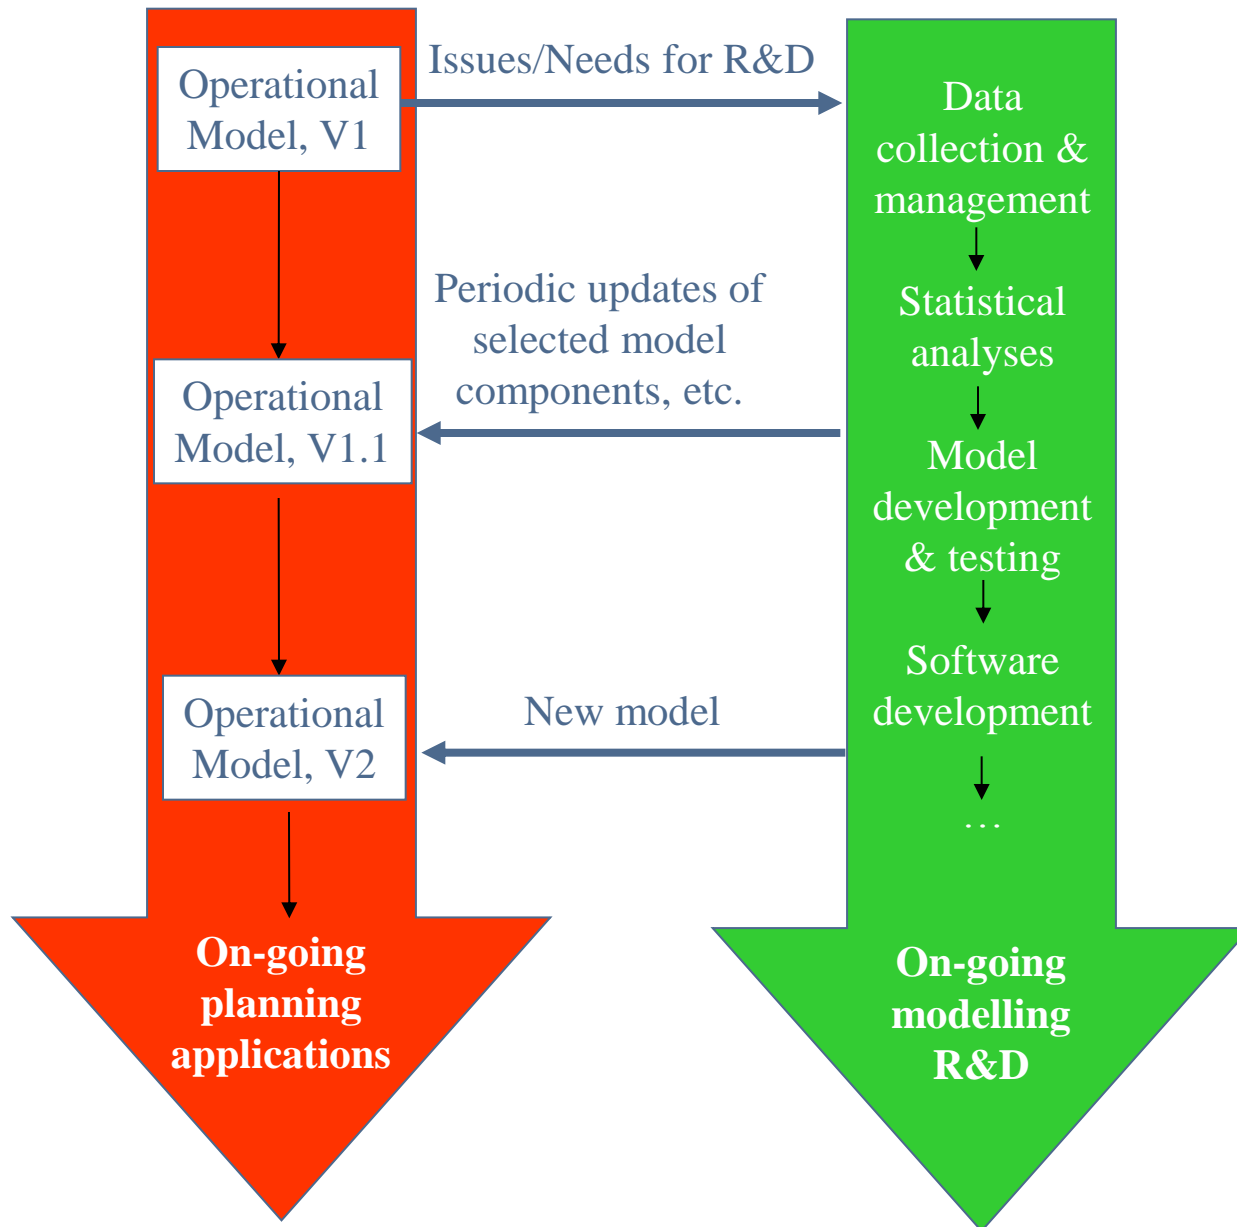 Operational
Model, V1
Issues/Needs for R&D
Data
collection &
management
Periodic updates of
selected model
components, etc.
Statistical
analyses
Operational
Model, V1.1
Model
development
& testing
Software
development
Operational
Model, V2
New model
…
On-going
planning
applications
On-going
modelling
R&D